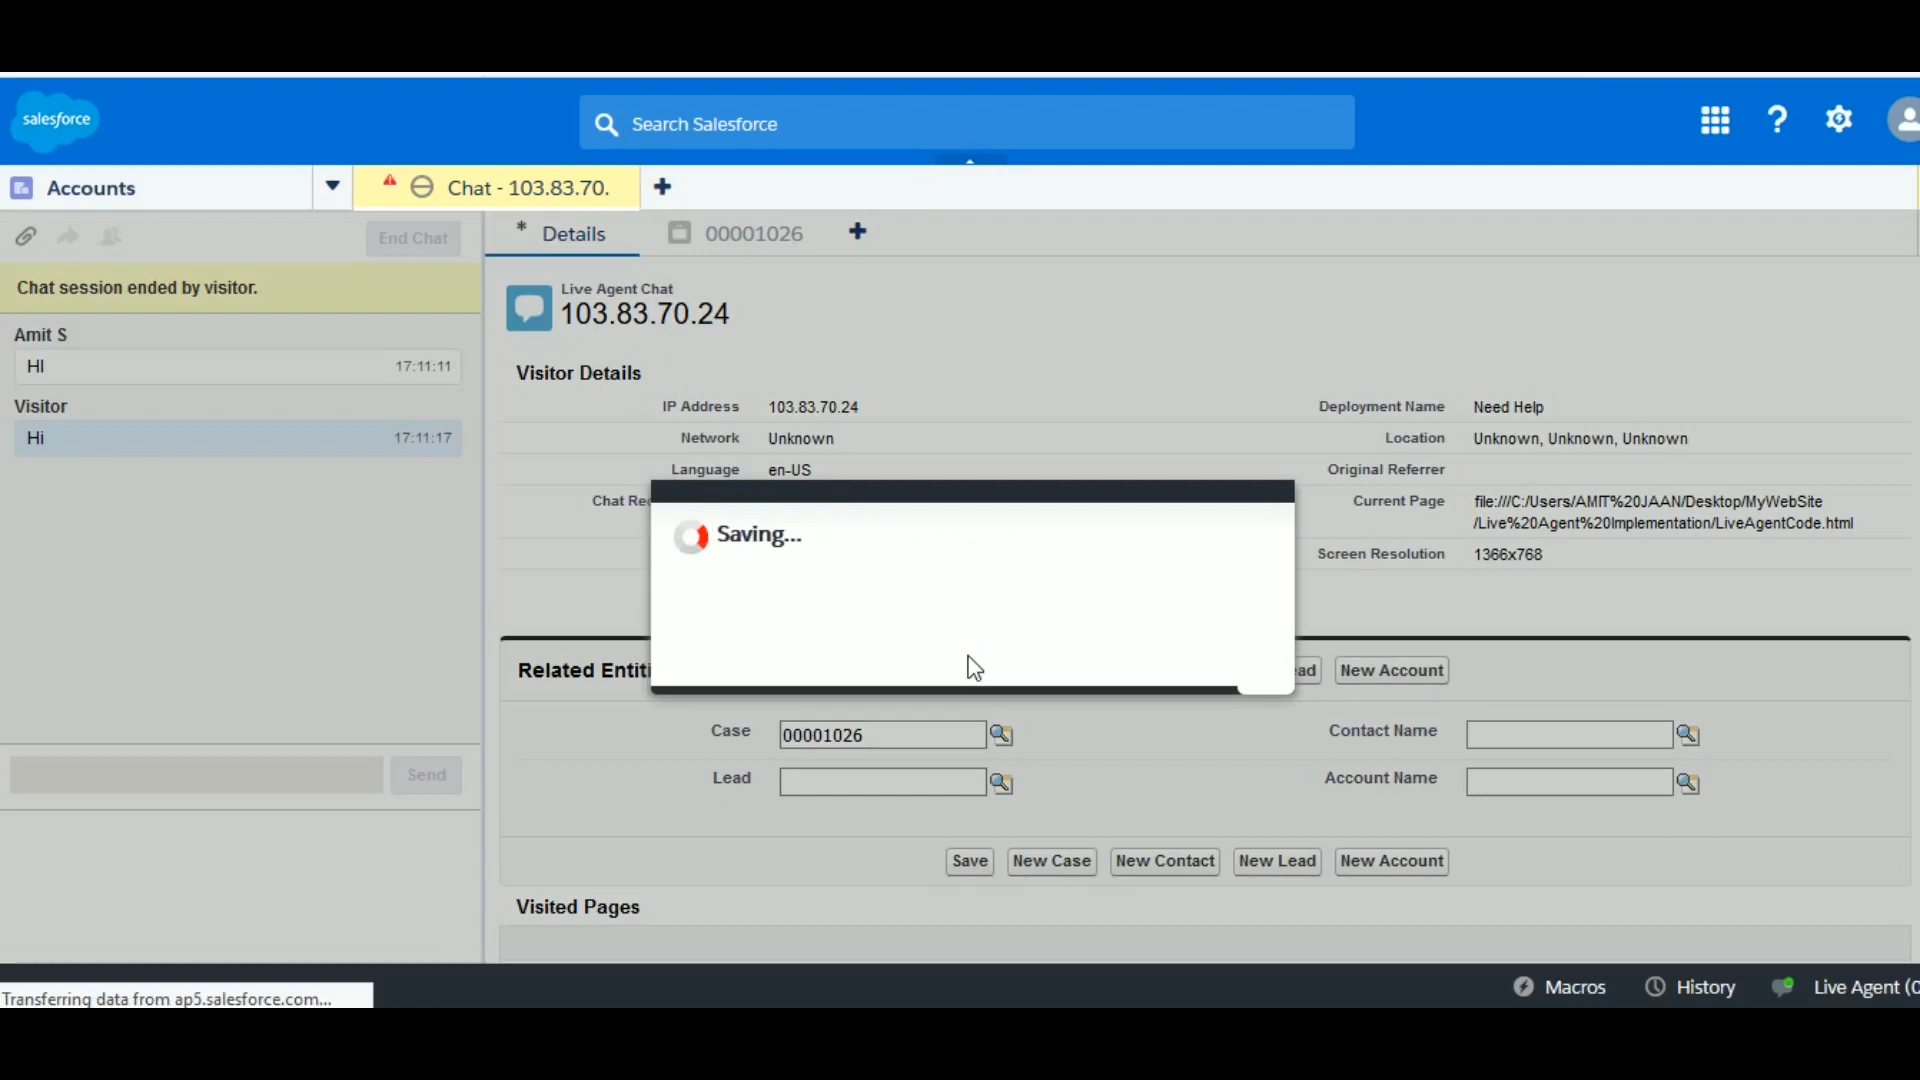 salesforce
Search Salesforce
?
Accounts
Chat - 103.83.70.
End Chat
* Details
00001026
Chat session ended by visitor.
Amit S
HI 17:11:11
Visitor
Hi 17:11:17
Send
Live Agent Chat
103.83.70.24
Visitor Details
IP Address 103.83.70.24
Deployment Name Need Help
Network Unknown
Location Unknown, Unknown, Unknown
Language en-US
Original Referrer
Chat
Current Page file:///C:/Users/AMIT%20JAAN/Desktop/MyWebSite
/Live%20Agent%20Implementation/LiveAgentCode.html
Screen Resolution 1366x768
Saving...
Related New Account
Case 00001026
Contact Name
Lead
Account Name
Save New Case New Contact New Lead New Account
Visited Pages
Transferring data from ap5.salesforce.com...
Macros History Live Agent (0